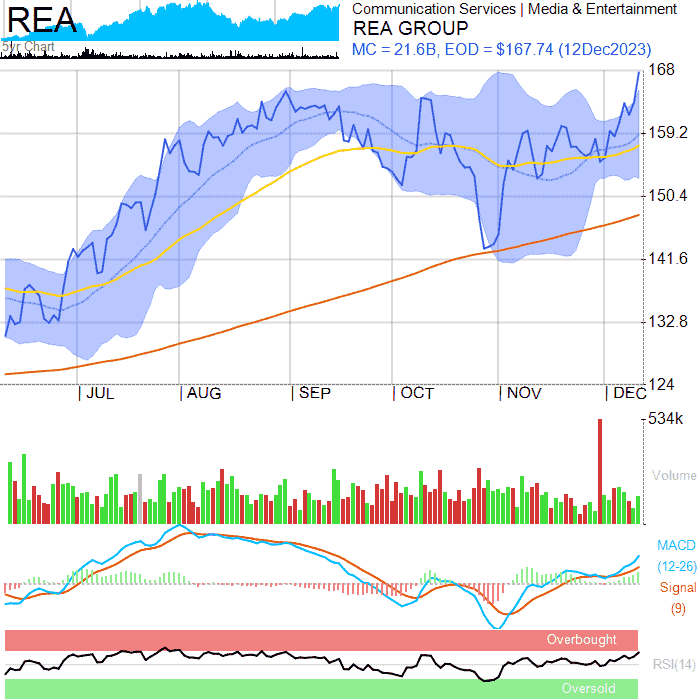 REA
5yr Chart
Communication Services | Media & Entertainment
REA GROUP
MC = 21.6B, EOD = $167.74 (12Dec2023)
168
159.2
150.4
141.6
132.8
124
JUL
AUG
SEP
OCT
NOV
DEC
534k
Volume
MACD
(12-26)
Signal
(9)
Overbought
RSI(14)
Oversold